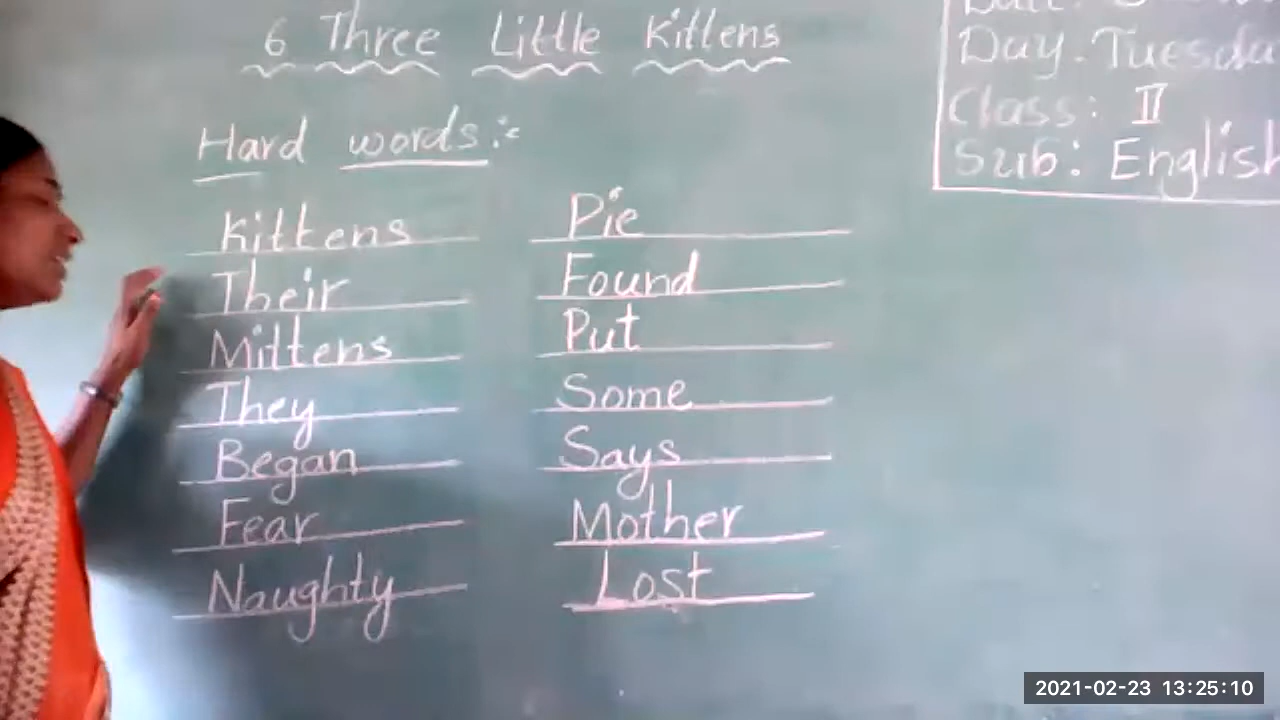 6 Three Little Kittens
Day. Tuesda
Class: II
Sub: English
Hard words:-
Kittens
Their
Mittens
They
Began
Fear
Naughty
Pie
Found
Put
Some
Says
Mother
Lost
2021-02-23 13:25:10